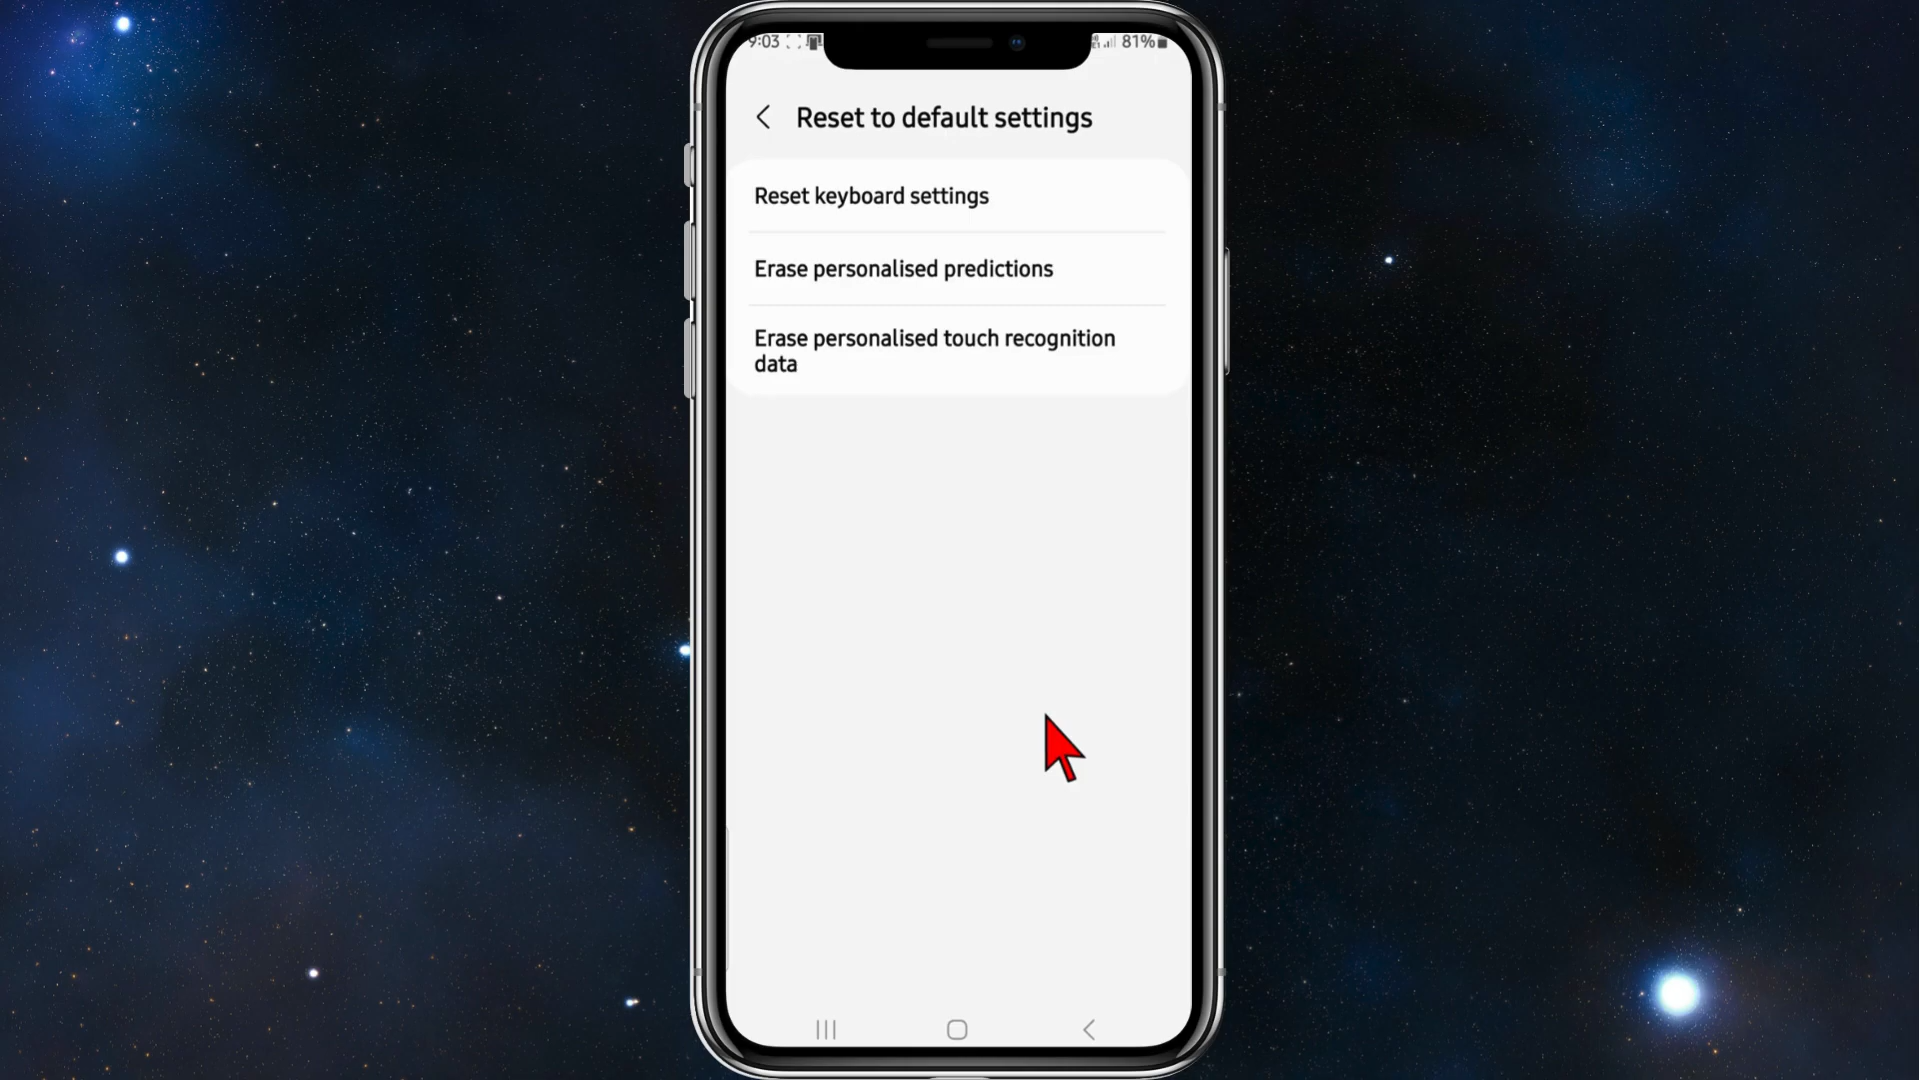 9:03 81%
Reset to default settings
Reset keyboard settings
Erase personalised predictions
Erase personalised touch recognition
data